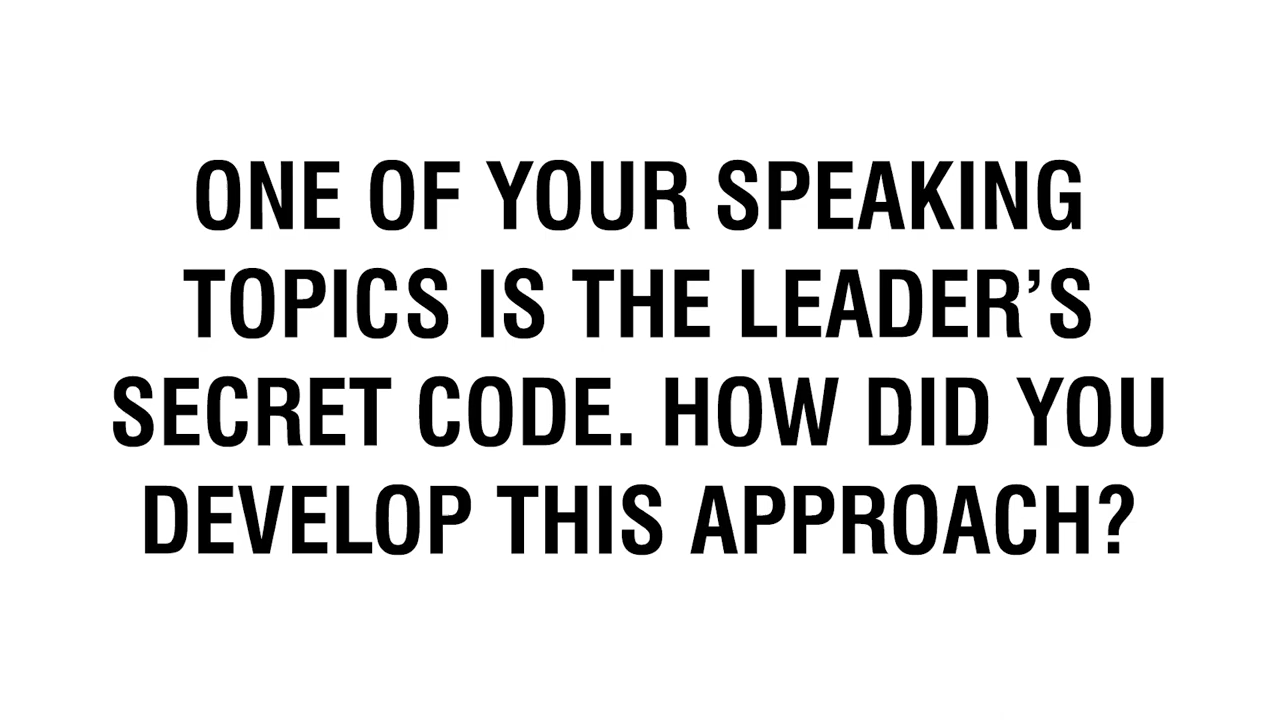 ONE OF YOUR SPEAKING
TOPICS IS THE LEADER’S
SECRET CODE. HOW DID YOU
DEVELOP THIS APPROACH?